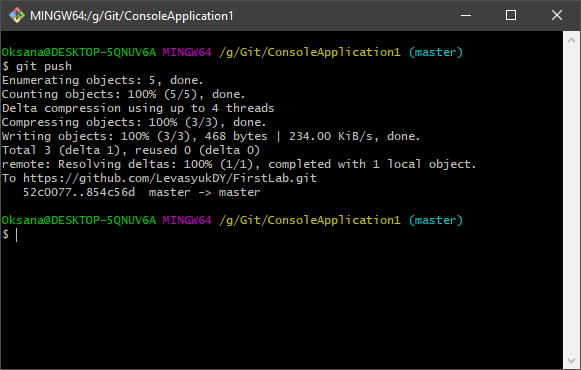 MINGW64:/g/Git/ConsoleApplication1
Oksana@DESKTOP-5QNUV6A MINGW64 /g/Git/ConsoleApplication1 (master)
$ git push
Enumerating objects: 5, done.
Counting objects: 100% (5/5), done.
Delta compression using up to 4 threads
Compressing objects: 100% (3/3), done.
Writing objects: 100% (3/3), 468 bytes | 234.00 KiB/s, done.
Total 3 (delta 1), reused 0 (delta 0)
remote: Resolving deltas: 100% (1/1), completed with 1 local object.
To https://github.com/LevasyukDY/FirstLab.git
   52c0077..854c56d  master -> master
Oksana@DESKTOP-5QNUV6A MINGW64 /g/Git/ConsoleApplication1 (master)
$